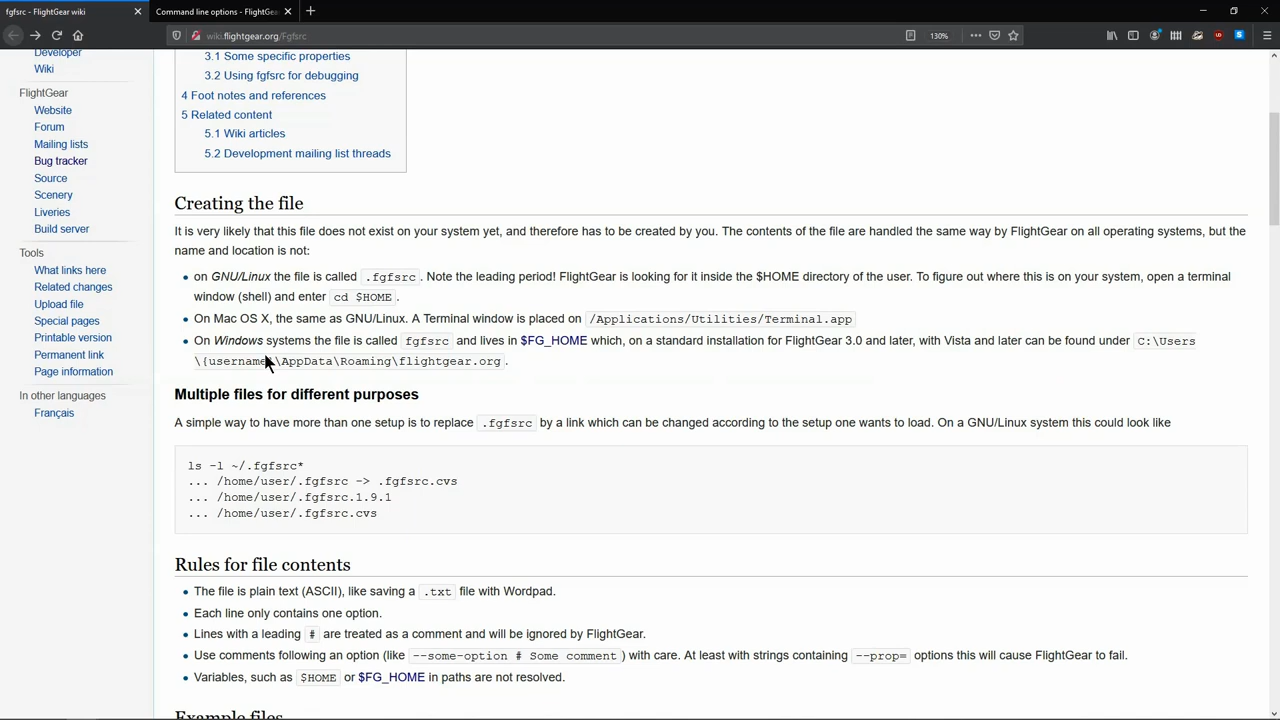 fgfsrc - FlightGear wiki
Command line options - FlightGe
wiki.flightgear.org/Fgfsrc
130%
Developer
Wiki
FlightGear
Website
Forum
Mailing lists
Bug tracker
Source
Scenery
Liveries
Build server
Tools
What links here
Related changes
Upload file
Special pages
Printable version
Permanent link
Page information
In other languages
Français
3.1 Some specific properties
3.2 Using fgfsrc for debugging
4 Foot notes and references
5 Related content
5.1 Wiki articles
5.2 Development mailing list threads
Creating the file
It is very likely that this file does not exist on your system yet, and therefore has to be created by you. The contents of the file are handled the same way by FlightGear on all operating systems, but the
name and location is not:
on GNU/Linux the file is called .fgfsrc. Note the leading period! FlightGear is looking for it inside the $HOME directory of the user. To figure out where this is on your system, open a terminal
window (shell) and enter cd $HOME.
On Mac OS X, the same as GNU/Linux. A Terminal window is placed on /Applications/Utilities/Terminal.app
On Windows systems the file is called fgfsrc and lives in $FG_HOME which, on a standard installation for FlightGear 3.0 and later, with Vista and later can be found under C:\Users
\{username}\AppData\Roaming\flightgear.org.
Multiple files for different purposes
A simple way to have more than one setup is to replace .fgfsrc by a link which can be changed according to the setup one wants to load. On a GNU/Linux system this could look like
ls -l ~/.fgfsrc*
... /home/user/.fgfsrc -> .fgfsrc.cvs
... /home/user/.fgfsrc.1.9.1
... /home/user/.fgfsrc.cvs
Rules for file contents
The file is plain text (ASCII), like saving a .txt file with Wordpad.
Each line only contains one option.
Lines with a leading # are treated as a comment and will be ignored by FlightGear.
Use comments following an option (like --some-option # Some comment) with care. At least with strings containing --prop= options this will cause FlightGear to fail.
Variables, such as $HOME or $FG_HOME in paths are not resolved.
Example files